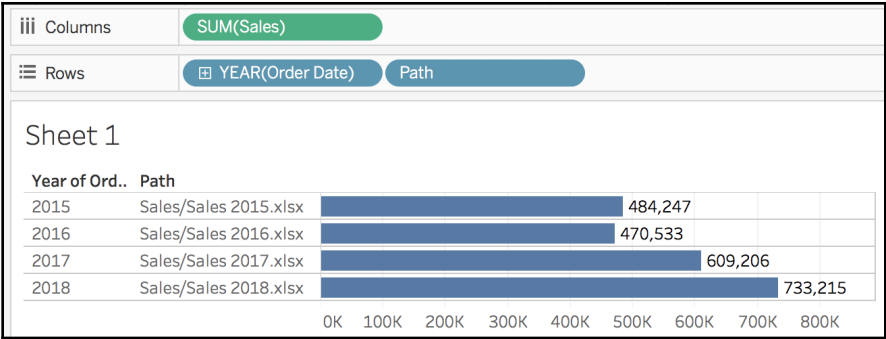 Columns SUM(Sales)
Rows YEAR(Order Date) Path
Sheet 1
Year of Ord.. Path
2015 Sales/Sales 2015.xlsx 484,247
2016 Sales/Sales 2016.xlsx 470,533
2017 Sales/Sales 2017.xlsx 609,206
2018 Sales/Sales 2018.xlsx 733,215
0K 100K 200K 300K 400K 500K 600K 700K 800K